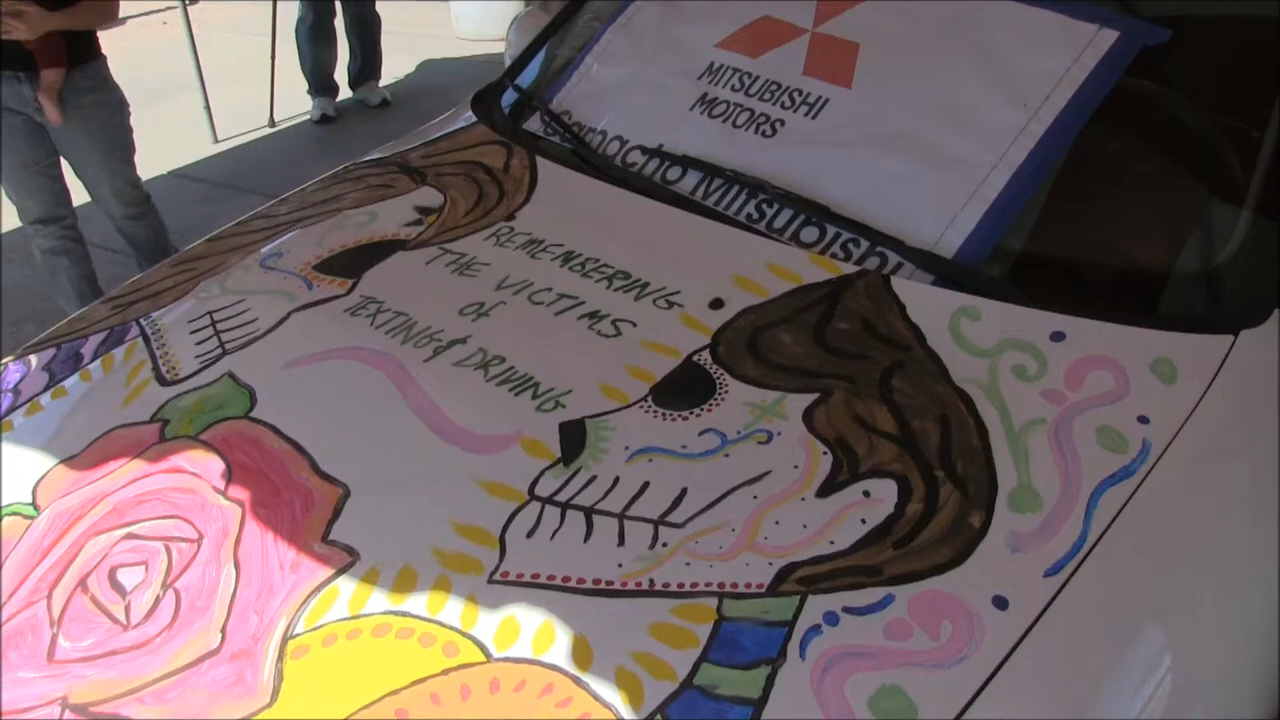 MITSUBISHI
MOTORS
Camacho Mitsubishi
REMEMBERING
THE VICTIMS
of
TEXTING & DRIVING